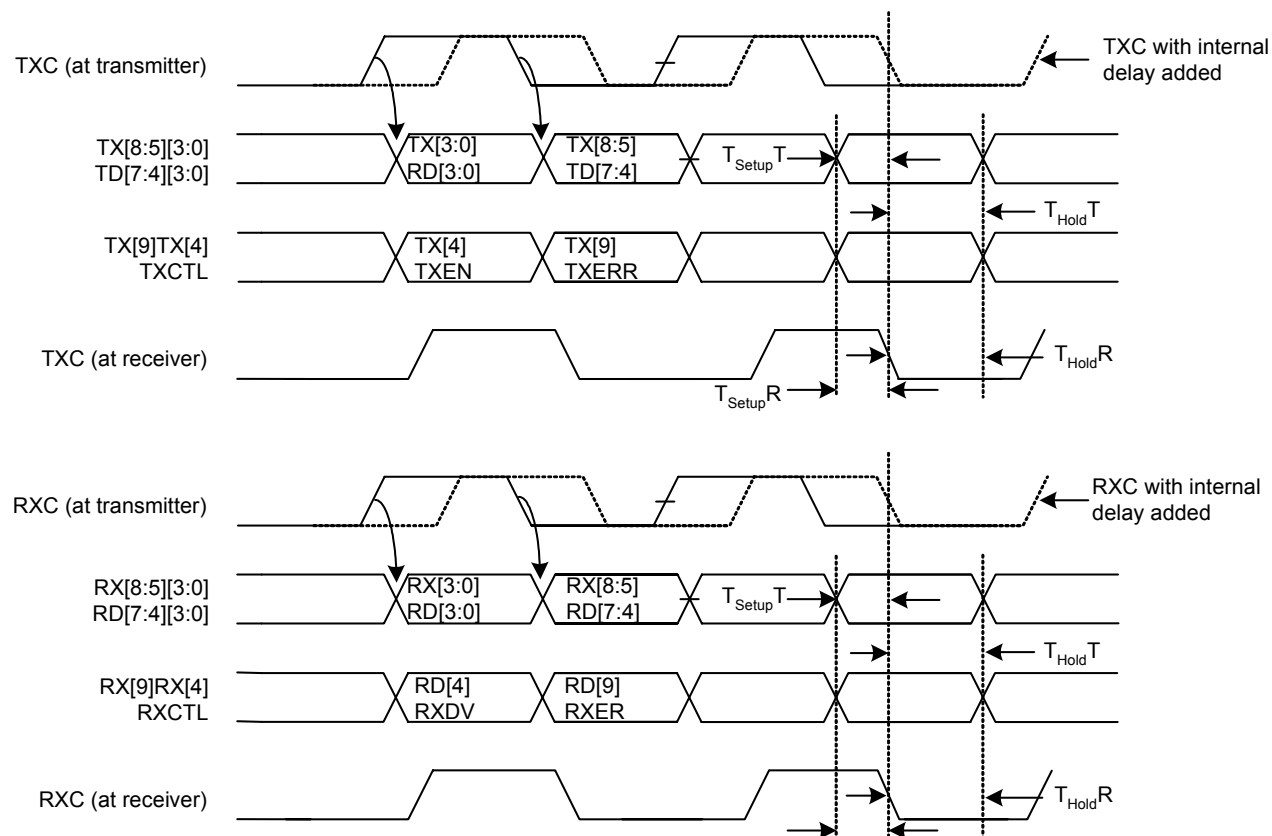 TXC (at transmitter)
TXC with internal
delay added
TX[8:5][3:0]
TD[7:4][3:0]
TX[3:0]
RD[3:0]
TX[8:5]
TD[7:4]
TSetupT
THoldT
TX[9]TX[4]
TXCTL
TX[4]
TXEN
TX[9]
TXERR
TXC (at receiver)
THoldR
TSetupR
RXC (at transmitter)
RXC with internal
delay added
RX[8:5][3:0]
RD[7:4][3:0]
RX[3:0]
RD[3:0]
RX[8:5]
RD[7:4]
TSetupT
THoldT
RX[9]RX[4]
RXCTL
RD[4]
RXDV
RD[9]
RXER
RXC (at receiver)
THoldR